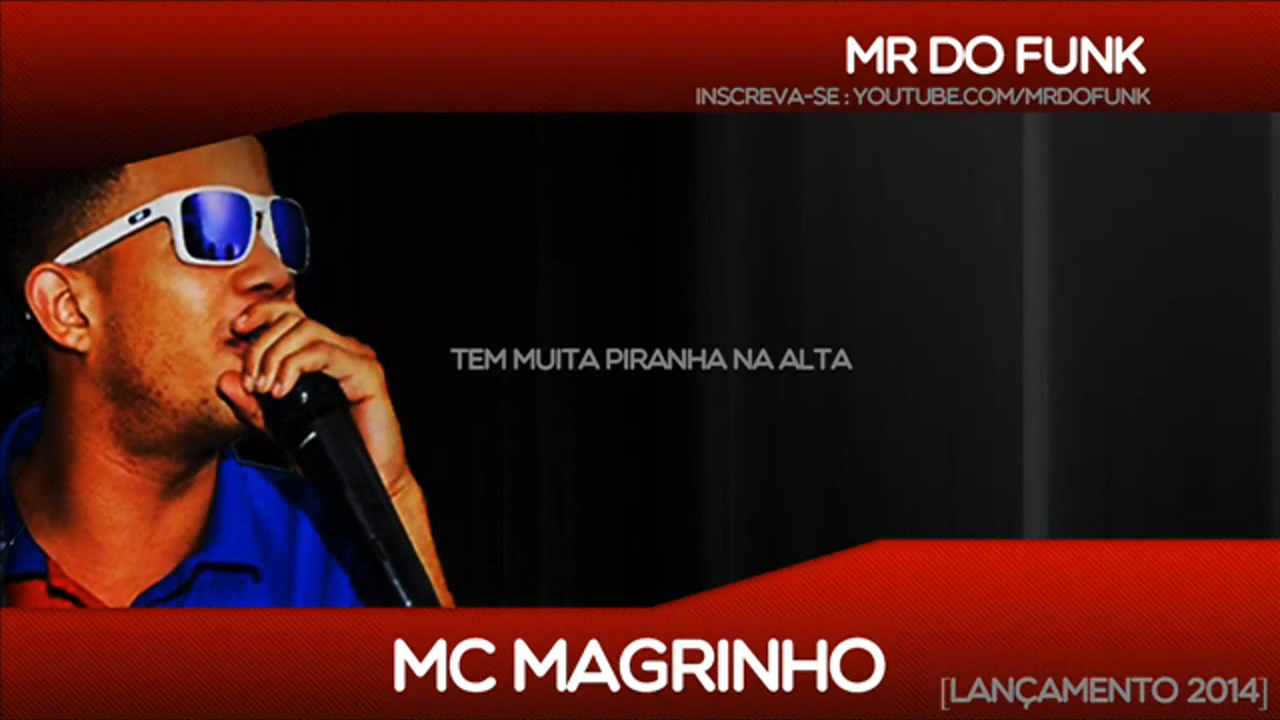 MR DO FUNK
INSCREVA-SE : YOUTUBE.COM/MRDOFUNK
TEM MUITA PIRANHA NA ALTA
MC MAGRINHO
[LANÇAMENTO 2014]